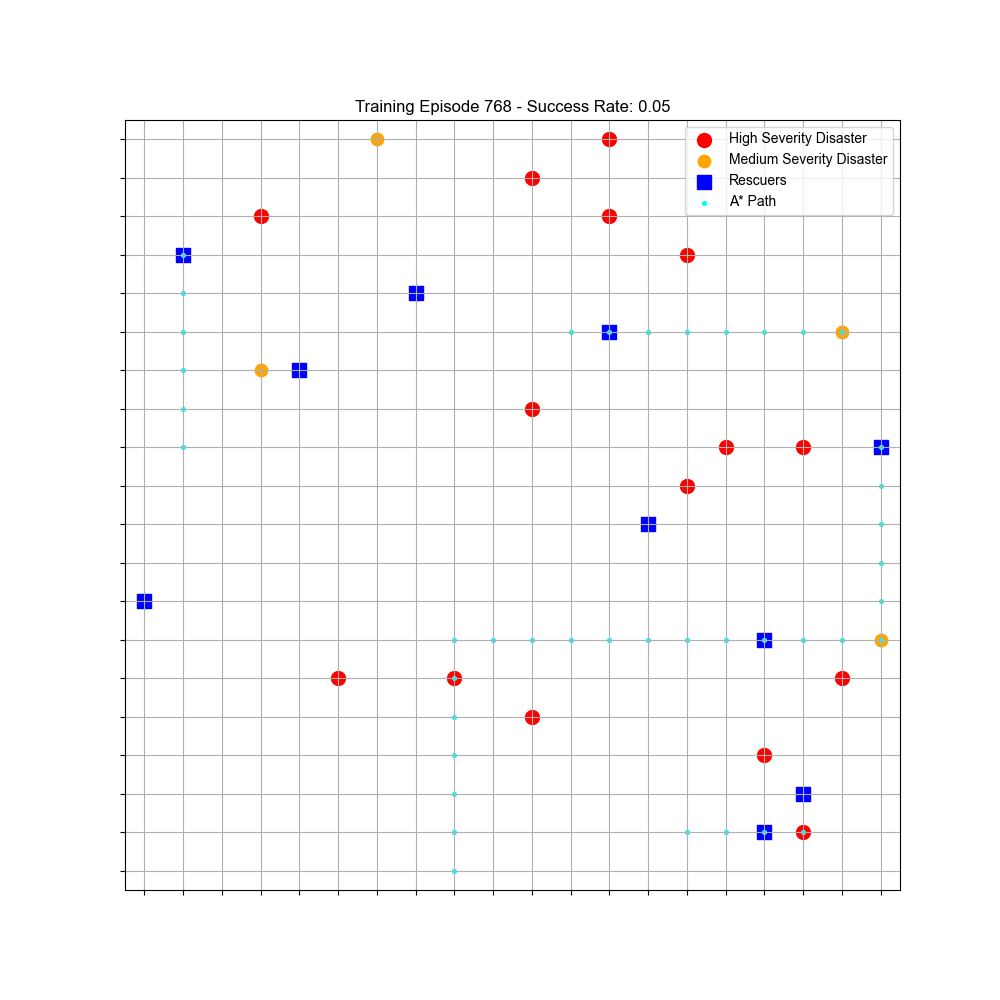 Training Episode 768 - Success Rate: 0.05
High Severity Disaster
Medium Severity Disaster
Rescuers
A* Path